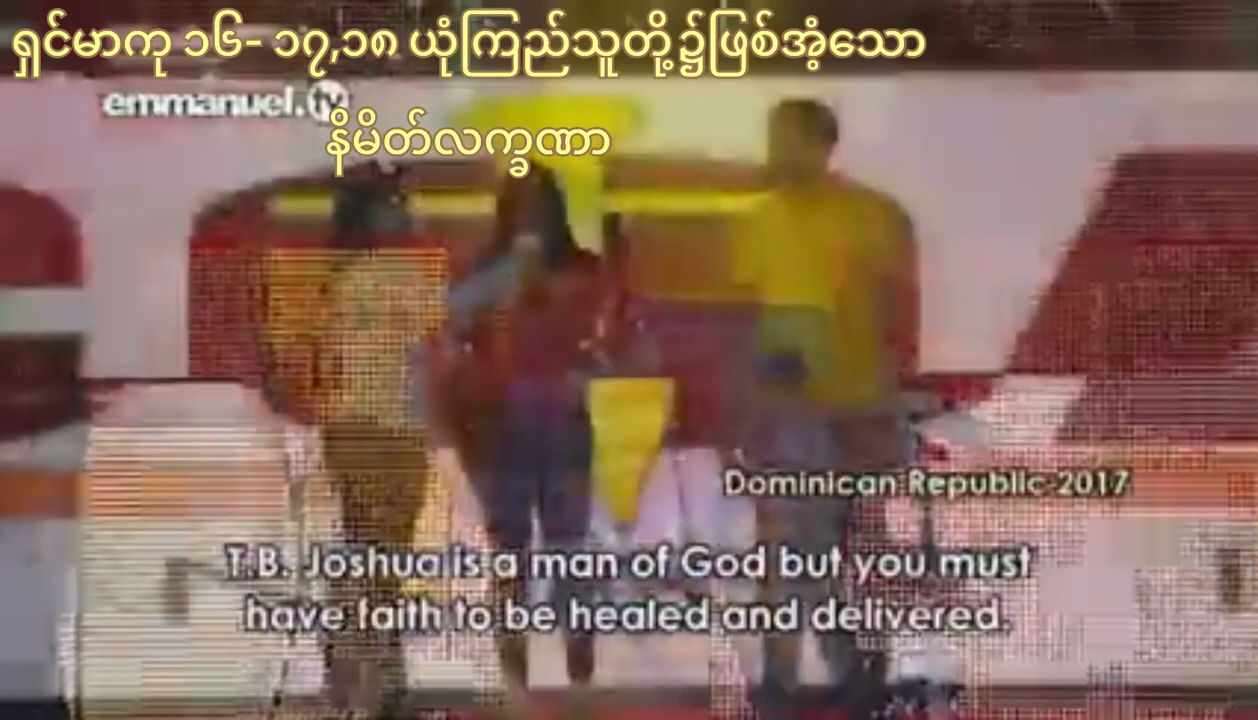 ရှင်မာကု ၁၆- ၁၇,၁၈ ယုံကြည်သူတို့၌ဖြစ်အံ့သော
emmanuel.tv
နိမိတ်လက္ခဏာ
Dominican Republic 2017
T.B. Joshua is a man of God but you must
have faith to be healed and delivered.